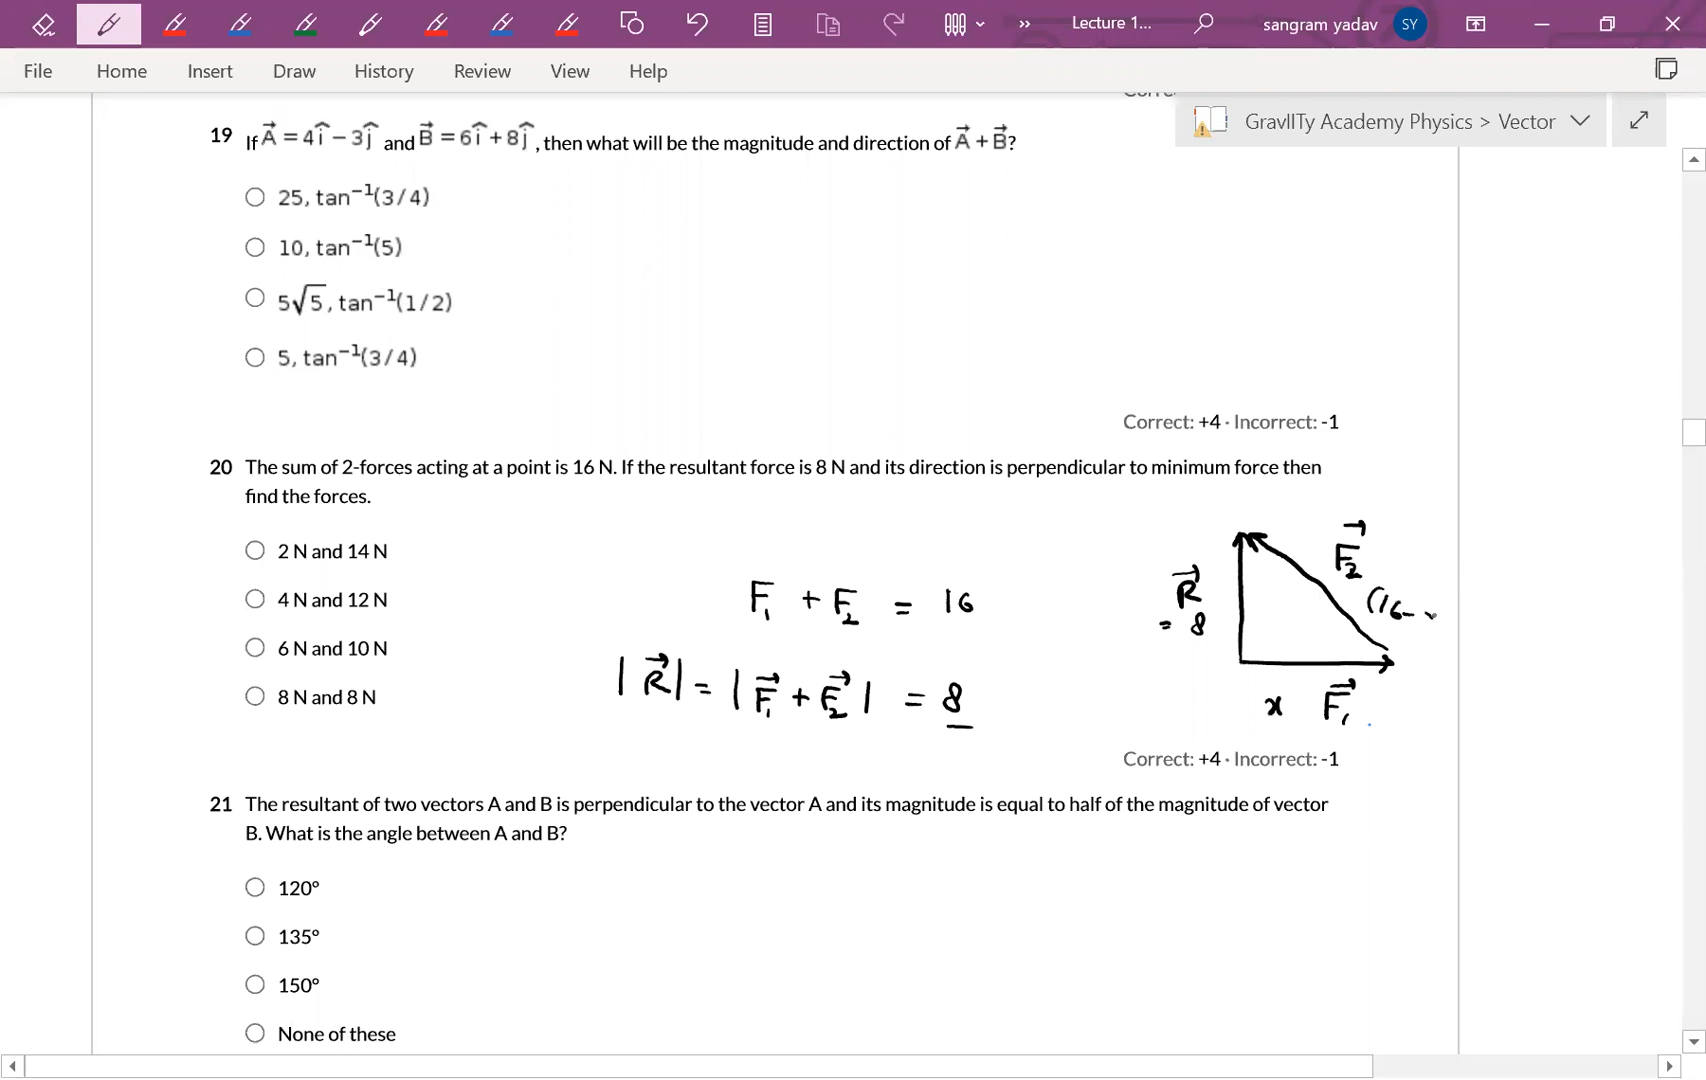 Lecture 1...
sangram yadav
SY
File
Home
Insert
Draw
History
Review
View
Help
GravIITy Academy Physics > Vector
19 If A⃗ = 4î − 3ĵ and B⃗ = 6î + 8ĵ , then what will be the magnitude and direction of A⃗ + B⃗?
25, tan⁻¹(3/4)
10, tan⁻¹(5)
5√5, tan⁻¹(1/2)
5, tan⁻¹(3/4)
Correct: +4 · Incorrect: -1
20 The sum of 2-forces acting at a point is 16 N. If the resultant force is 8 N and its direction is perpendicular to minimum force then
find the forces.
2 N and 14 N
4 N and 12 N
6 N and 10 N
8 N and 8 N
F₁ + F₂ = 16
|R⃗| = |F⃗₁ + F⃗₂| = 8
R⃗
= 8
F⃗₂
(16-
x F⃗₁
Correct: +4 · Incorrect: -1
21 The resultant of two vectors A and B is perpendicular to the vector A and its magnitude is equal to half of the magnitude of vector
B. What is the angle between A and B?
120°
135°
150°
None of these